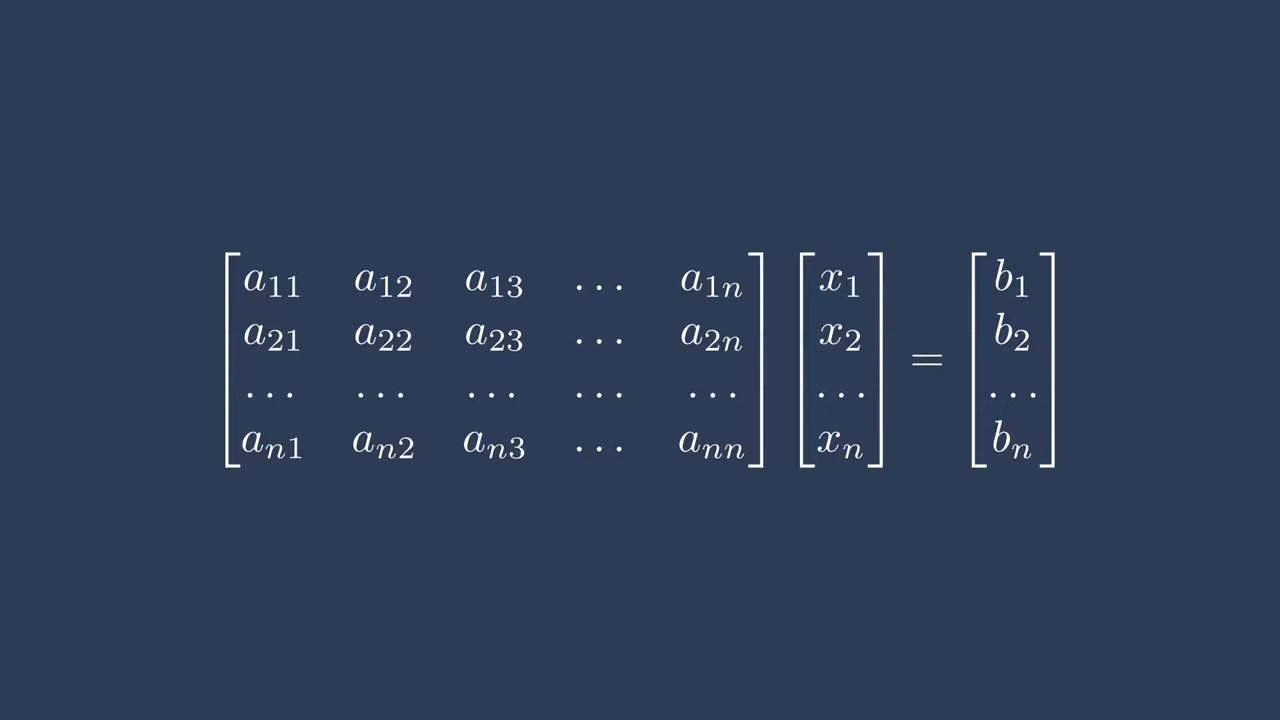 a₁₁ a₁₂ a₁₃ … a₁ₙ x₁ b₁
a₂₁ a₂₂ a₂₃ … a₂ₙ x₂ b₂
=
… … … … … … …
aₙ₁ aₙ₂ aₙ₃ … aₙₙ xₙ bₙ